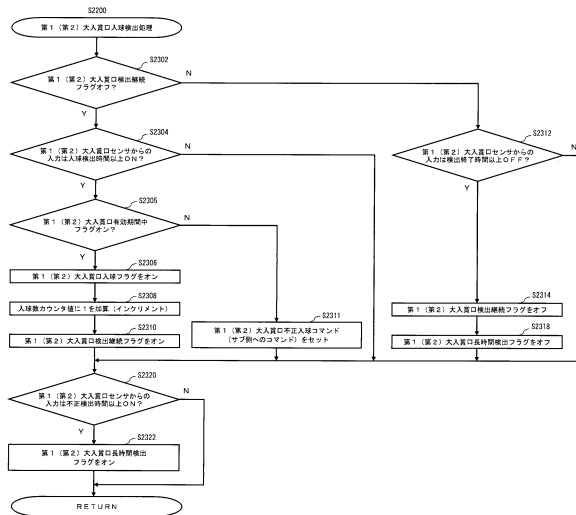 S2200
第1（第2）大入賞口入球検出処理
S2302
第1（第2）大入賞口検出継続
フラグオフ？
N
Y
S2304
第1（第2）大入賞口センサからの
入力は入球検出時間以上ON？
N
Y
S2312
第1（第2）大入賞口センサからの
入力は検出終了時間以上OFF？
N
Y
S2305
第1（第2）大入賞口有効期間中
フラグオン？
N
Y
S2306
第1（第2）大入賞口入球フラグをオン
S2308
入球数カウンタ値に1を加算（インクリメント）
S2310
第1（第2）大入賞口検出継続フラグをオン
S2311
第1（第2）大入賞口不正入球コマンド
（サブ側へのコマンド）をセット
S2314
第1（第2）大入賞口検出継続フラグをオフ
S2318
第1（第2）大入賞口長時間検出フラグをオフ
S2320
第1（第2）大入賞口センサからの
入力は不正検出時間以上ON？
N
Y
S2322
第1（第2）大入賞口長時間検出
フラグをオン
RETURN